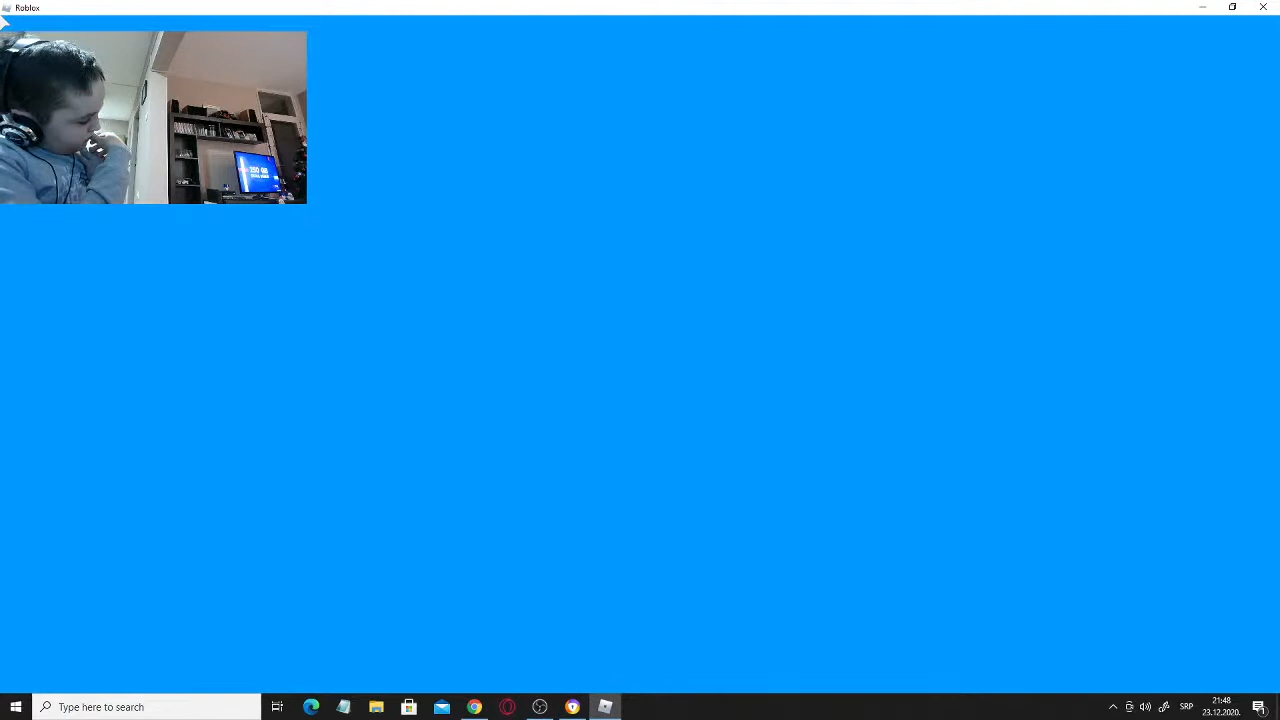 Roblox
Type here to search
SRP
21:48
23.12.2020.